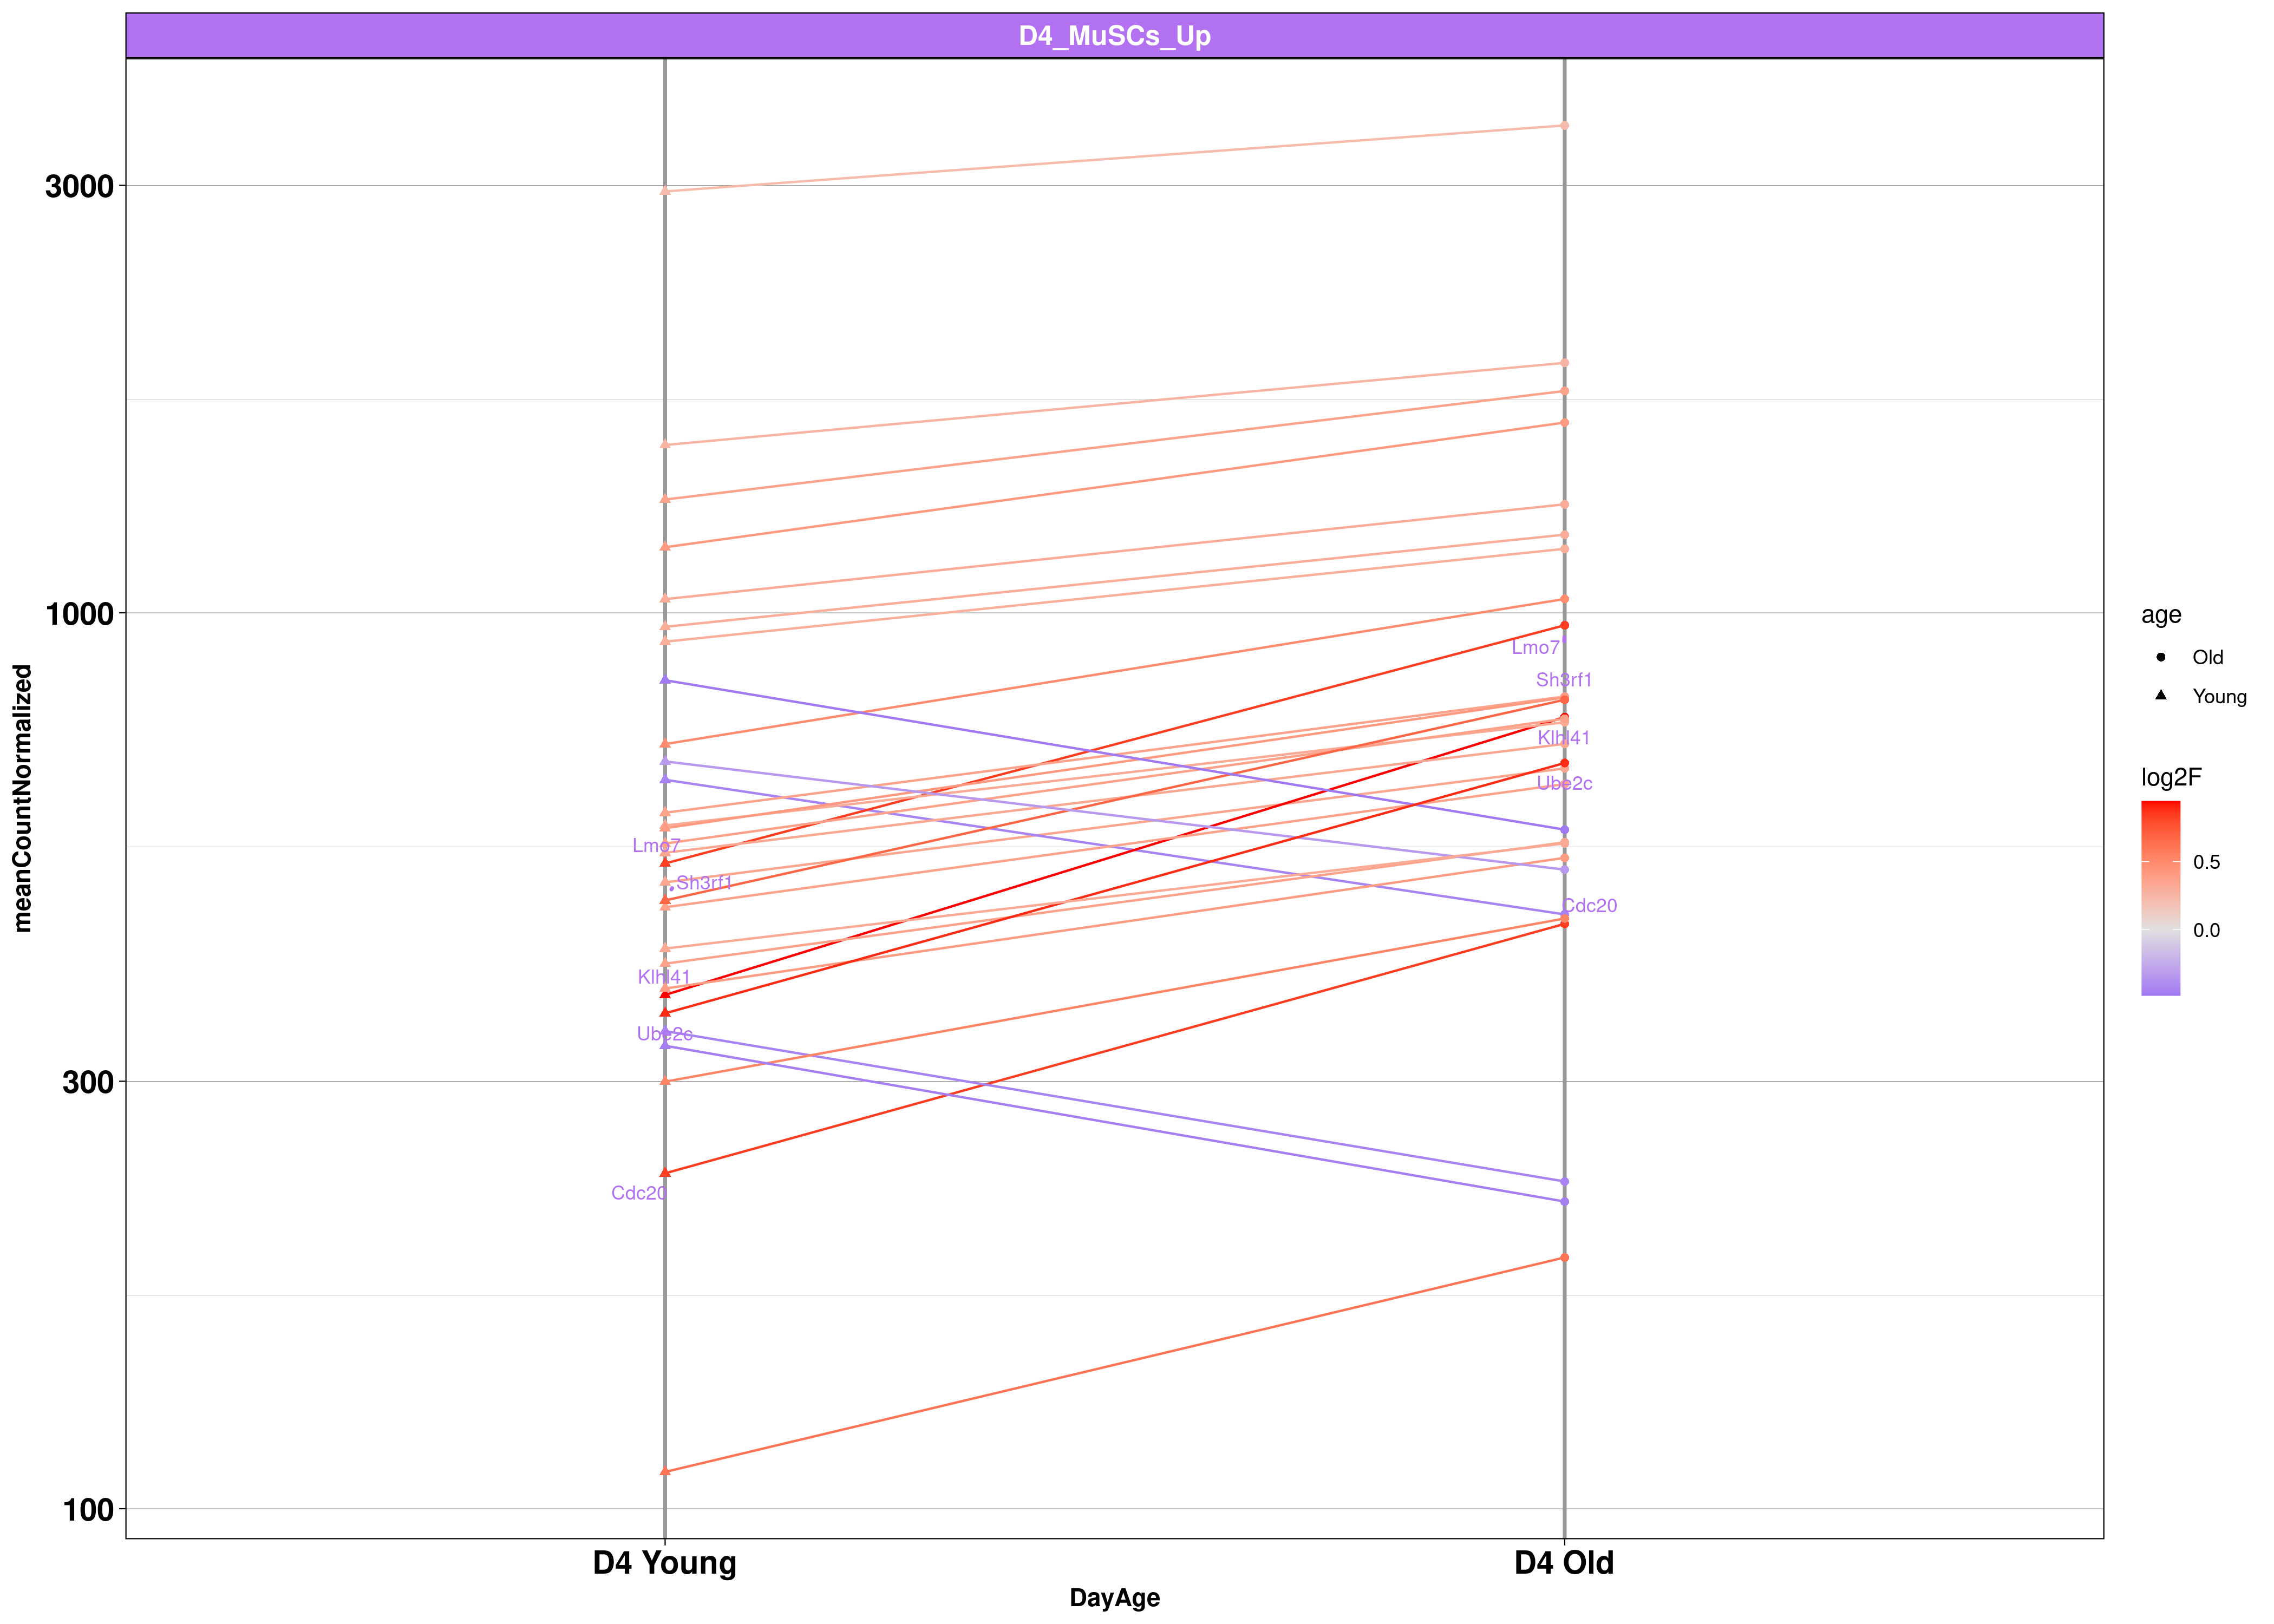 D4_MuSCs_Up
meanCountNormalized
3000
1000
300
100
Lmo7
Sh3rf1
Klhl41
Ube2c
Cdc20
Lmo7
Sh3rf1
Klhl41
Ube2c
Cdc20
D4 Young
D4 Old
DayAge
age
Old
Young
log2F
0.5
0.0